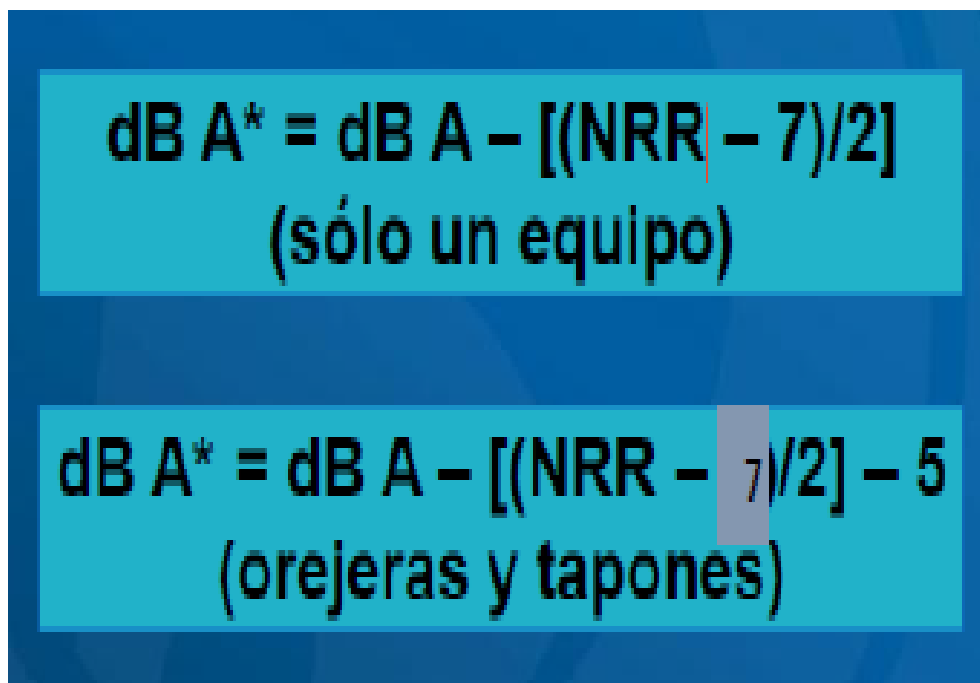 dB A* = dB A – [(NRR – 7)/2]
(sólo un equipo)
dB A* = dB A – [(NRR – 7)/2] – 5
(orejeras y tapones)